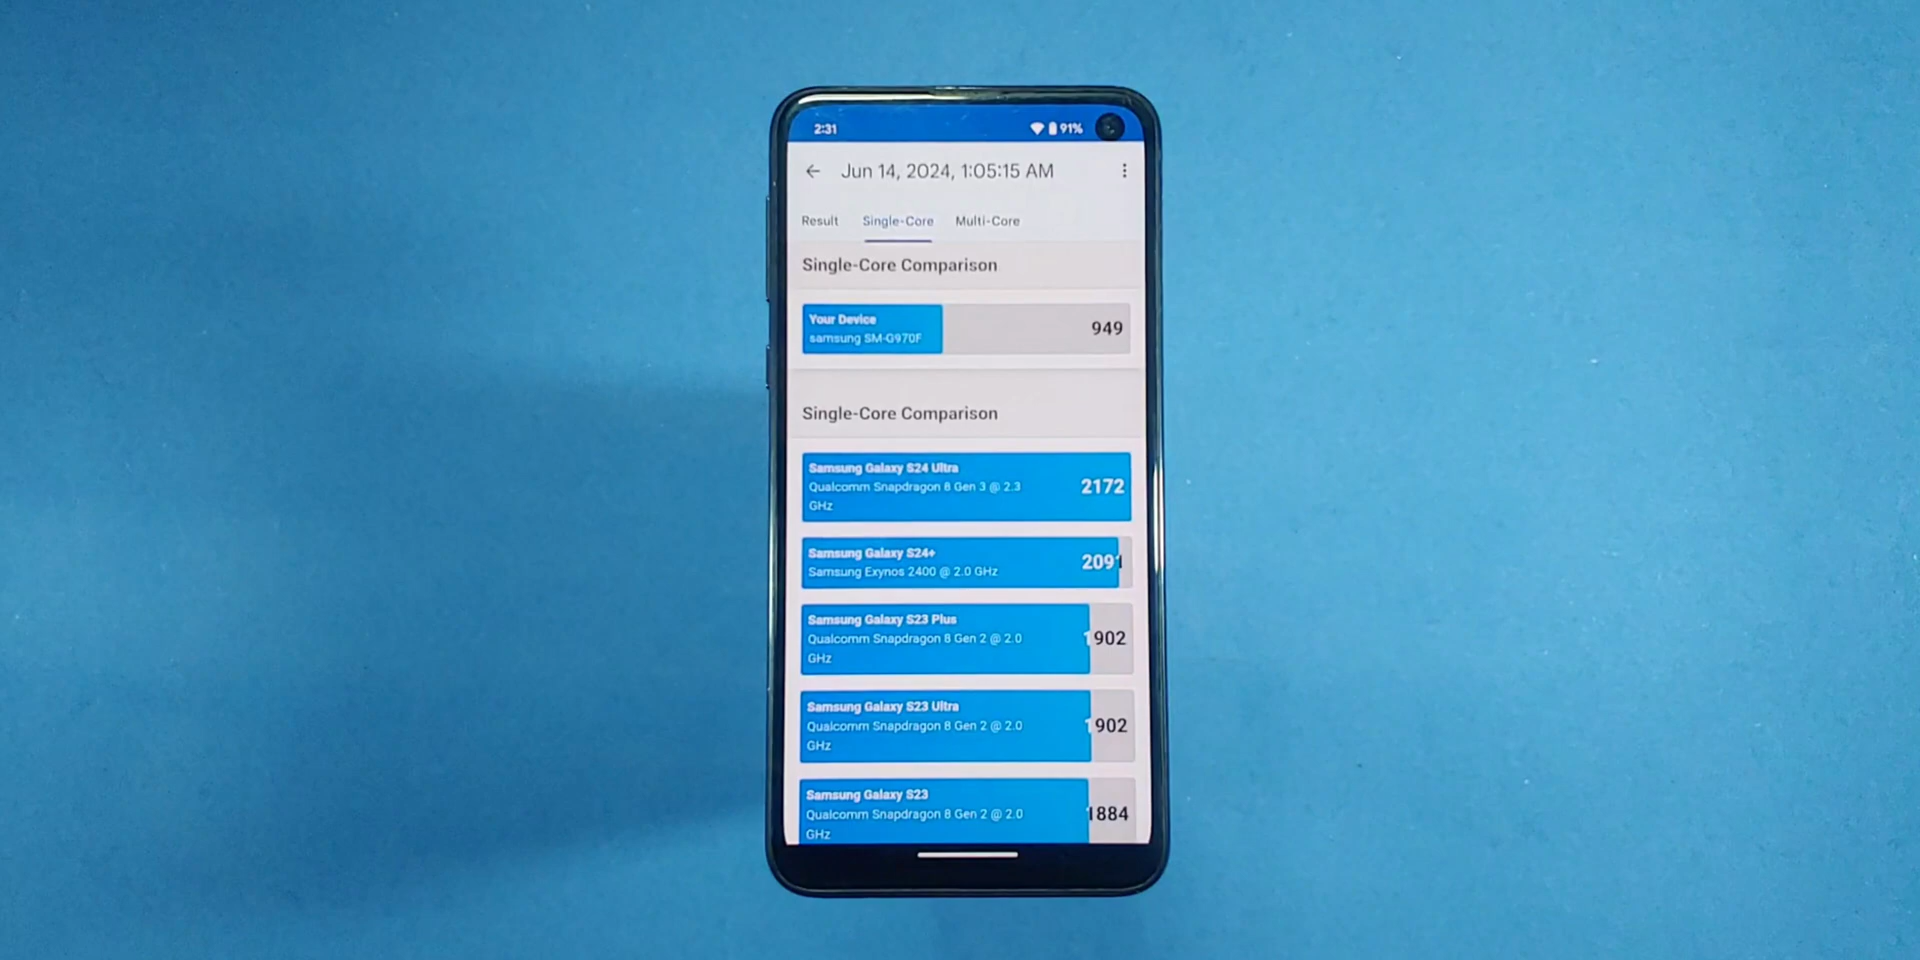 2:31 91%
Jun 14, 2024, 1:05:15 AM
Result Single-Core Multi-Core
Single-Core Comparison
Your Device
samsung SM-G970F
949
Single-Core Comparison
Samsung Galaxy S24 Ultra
Qualcomm Snapdragon 8 Gen 3 @ 2.3
GHz
2172
Samsung Galaxy S24+
Samsung Exynos 2400 @ 2.0 GHz
2091
Samsung Galaxy S23 Plus
Qualcomm Snapdragon 8 Gen 2 @ 2.0
GHz
1902
Samsung Galaxy S23 Ultra
Qualcomm Snapdragon 8 Gen 2 @ 2.0
GHz
1902
Samsung Galaxy S23
Qualcomm Snapdragon 8 Gen 2 @ 2.0
GHz
1884